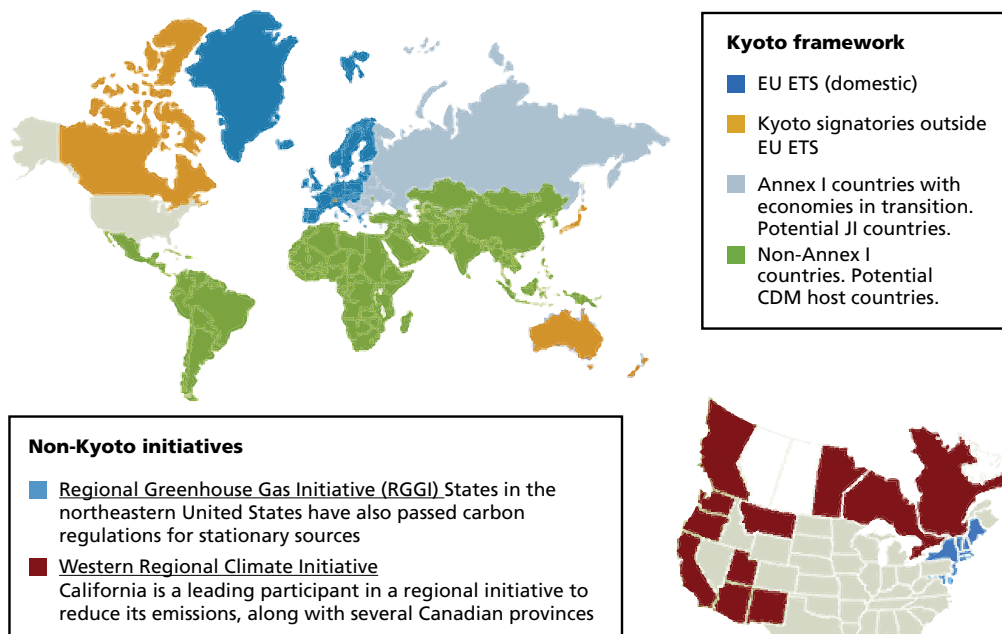 Kyoto framework
EU ETS (domestic)
Kyoto signatories outside
EU ETS
Annex I countries with
economies in transition.
Potential JI countries.
Non-Annex I
countries. Potential
CDM host countries.
Non-Kyoto initiatives
Regional Greenhouse Gas Initiative (RGGI) States in the
northeastern United States have also passed carbon
regulations for stationary sources
Western Regional Climate Initiative
California is a leading participant in a regional initiative to
reduce its emissions, along with several Canadian provinces